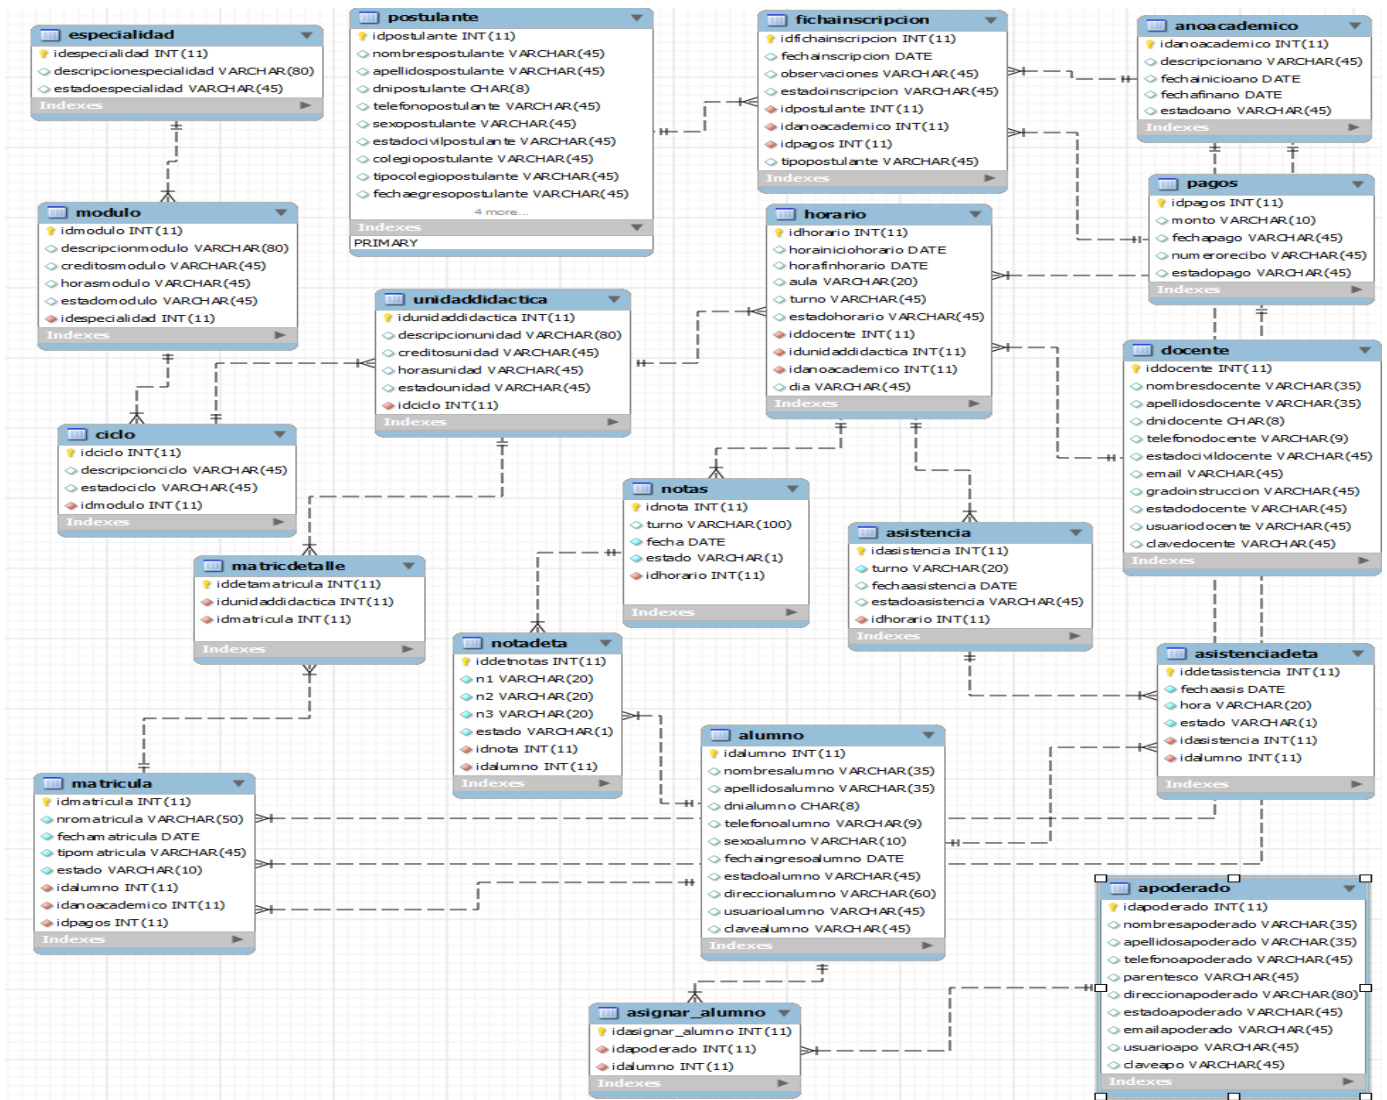 especialidad
idespecialidad INT(11)
descripcionespecialidad VARCHAR(80)
estadoespecialidad VARCHAR(45)
Indexes
postulante
idpostulante INT(11)
nombrespostulante VARCHAR(45)
apellidospostulante VARCHAR(45)
dnipostulante CHAR(8)
telefonopostulante VARCHAR(45)
sexopostulante VARCHAR(45)
estadocivilpostulante VARCHAR(45)
colegiopostulante VARCHAR(45)
tipocolegiopostulante VARCHAR(45)
fechaegresopostulante VARCHAR(45)
4 more...
Indexes
PRIMARY
fichainscripcion
idfichainscripcion INT(11)
fechainscripcion DATE
observaciones VARCHAR(45)
estadoinscripcion VARCHAR(45)
idpostulante INT(11)
idanoacademico INT(11)
idpagos INT(11)
tipopostulante VARCHAR(45)
Indexes
anoacademico
idanoacademico INT(11)
descripcionano VARCHAR(45)
fechainicioano DATE
fechafinano DATE
estadoano VARCHAR(45)
Indexes
modulo
idmodulo INT(11)
descripcionmodulo VARCHAR(80)
creditosmodulo VARCHAR(45)
horasmodulo VARCHAR(45)
estadomodulo VARCHAR(45)
idespecialidad INT(11)
Indexes
horario
idhorario INT(11)
horainiciohorario DATE
horafinhorario DATE
aula VARCHAR(20)
turno VARCHAR(45)
estadohorario VARCHAR(45)
iddocente INT(11)
idunidaddidactica INT(11)
idanoacademico INT(11)
dia VARCHAR(45)
Indexes
pagos
idpagos INT(11)
monto VARCHAR(10)
fechapago VARCHAR(45)
numerorecibo VARCHAR(45)
estadopago VARCHAR(45)
Indexes
unidaddidactica
idunidaddidactica INT(11)
descripcionunidad VARCHAR(80)
creditosunidad VARCHAR(45)
horasunidad VARCHAR(45)
estadounidad VARCHAR(45)
idciclo INT(11)
Indexes
docente
iddocente INT(11)
nombresdocente VARCHAR(35)
apellidosdocente VARCHAR(35)
dnidocente CHAR(8)
telefonodocente VARCHAR(9)
estadocivildocente VARCHAR(45)
email VARCHAR(45)
gradoinstruccion VARCHAR(45)
estadodocente VARCHAR(45)
usuariodocente VARCHAR(45)
clavedocente VARCHAR(45)
Indexes
ciclo
idciclo INT(11)
descripcionciclo VARCHAR(45)
estadociclo VARCHAR(45)
idmodulo INT(11)
Indexes
notas
idnota INT(11)
turno VARCHAR(100)
fecha DATE
estado VARCHAR(1)
idhorario INT(11)
Indexes
asistencia
idasistencia INT(11)
turno VARCHAR(20)
fechaasistencia DATE
estadoasistencia VARCHAR(45)
idhorario INT(11)
Indexes
matricdetalle
iddetamatricula INT(11)
idunidaddidactica INT(11)
idmatricula INT(11)
Indexes
notadeta
iddetnotas INT(11)
n1 VARCHAR(20)
n2 VARCHAR(20)
n3 VARCHAR(20)
estado VARCHAR(1)
idnota INT(11)
idalumno INT(11)
Indexes
asistenciadeta
iddetasistencia INT(11)
fechaasis DATE
hora VARCHAR(20)
estado VARCHAR(1)
idasistencia INT(11)
idalumno INT(11)
Indexes
alumno
idalumno INT(11)
nombresalumno VARCHAR(35)
apellidosalumno VARCHAR(35)
dnialumno CHAR(8)
telefonoalumno VARCHAR(9)
sexoalumno VARCHAR(10)
fechaingresoalumno DATE
estadoalumno VARCHAR(45)
direccionalumno VARCHAR(60)
usuarioalumno VARCHAR(45)
clavealumno VARCHAR(45)
Indexes
matricula
idmatricula INT(11)
nromatricula VARCHAR(50)
fechamatricula DATE
tipomatricula VARCHAR(45)
estado VARCHAR(10)
idalumno INT(11)
idanoacademico INT(11)
idpagos INT(11)
Indexes
apoderado
idapoderado INT(11)
nombresapoderado VARCHAR(35)
apellidosapoderado VARCHAR(35)
telefonoapoderado VARCHAR(45)
parentesco VARCHAR(45)
direccionapoderado VARCHAR(80)
estadoapoderado VARCHAR(45)
emailapoderado VARCHAR(45)
usuarioapo VARCHAR(45)
claveapo VARCHAR(45)
Indexes
asignar_alumno
idasignar_alumno INT(11)
idapoderado INT(11)
idalumno INT(11)
Indexes